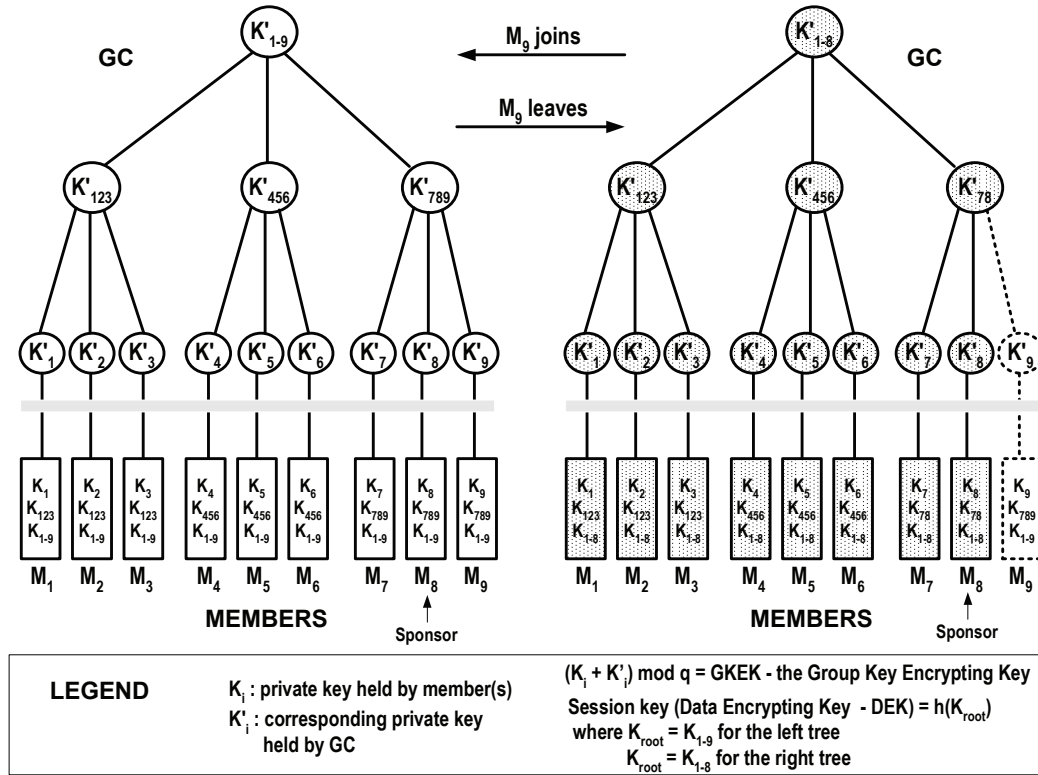 K'1-9
M9 joins
K'1-8
GC
GC
M9 leaves
K'123 K'456 K'789
K'123 K'456 K'78
K'1 K'2 K'3 K'4 K'5 K'6 K'7 K'8 K'9
K'1 K'2 K'3 K'4 K'5 K'6 K'7 K'8 K'9
K1 K2 K3 K4 K5 K6 K7 K8 K9
K123 K123 K123 K456 K456 K456 K789 K789 K789
K1-9 K1-9 K1-9 K1-9 K1-9 K1-9 K1-9 K1-9 K1-9
K1 K2 K3 K4 K5 K6 K7 K8 K9
K123 K123 K123 K456 K456 K456 K78 K78 K789
K1-8 K1-8 K1-8 K1-8 K1-8 K1-8 K1-8 K1-8 K1-9
M1 M2 M3 M4 M5 M6 M7 M8 M9
M1 M2 M3 M4 M5 M6 M7 M8 M9
MEMBERS
Sponsor
MEMBERS
Sponsor
LEGEND
Ki : private key held by member(s)
K'i : corresponding private key
held by GC
(Ki + K'i) mod q = GKEK - the Group Key Encrypting Key
Session key (Data Encrypting Key - DEK) = h(Kroot)
where Kroot = K1-9 for the left tree
Kroot = K1-8 for the right tree